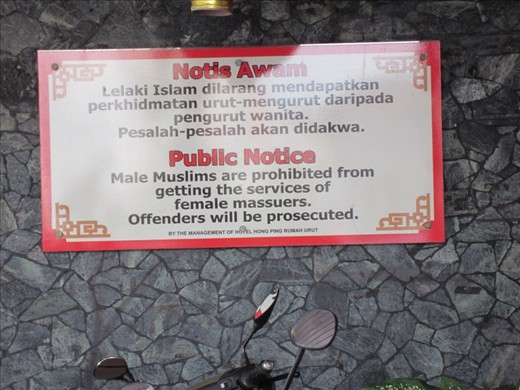 Notis Awam
Lelaki Islam dilarang mendapatkan
perkhidmatan urut-mengurut daripada
pengurut wanita.
Pesalah-pesalah akan didakwa.
Public Notice
Male Muslims are prohibited from
getting the services of
female massuers.
Offenders will be prosecuted.
BY THE MANAGEMENT OF HOTEL HONG PING RUMAH URUT